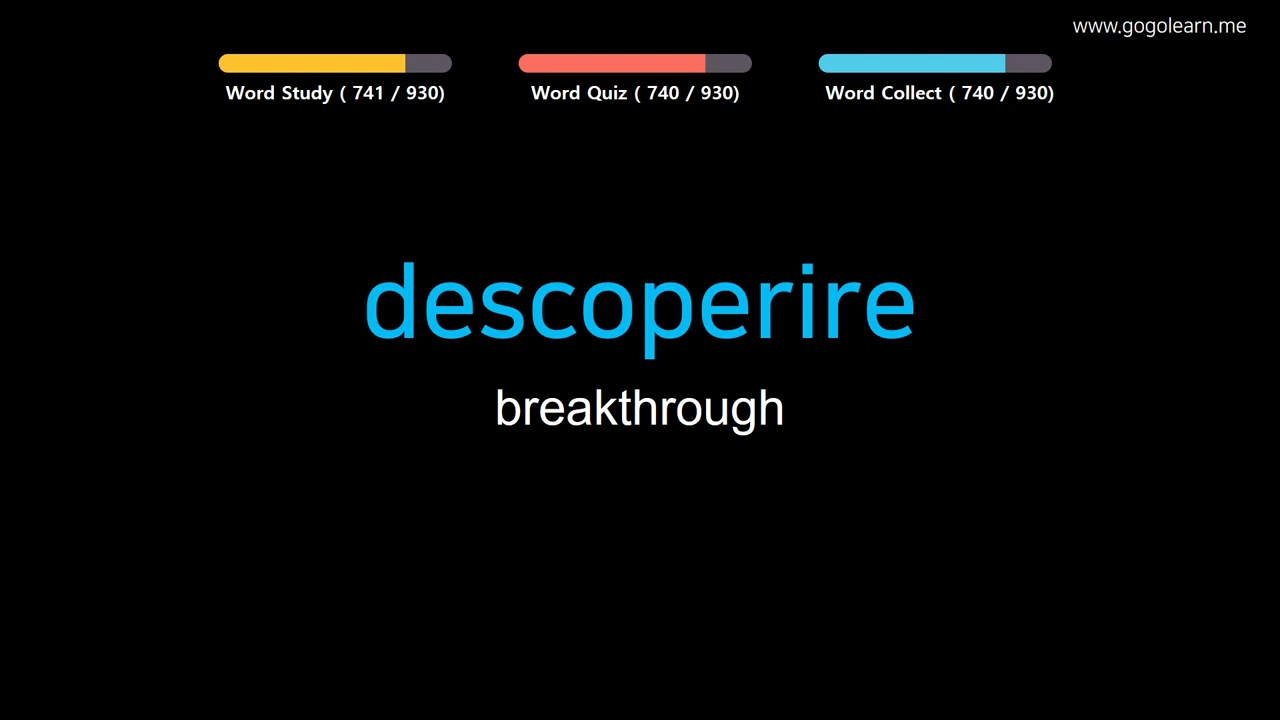 www.gogolearn.me
Word Study ( 741 / 930)
Word Quiz ( 740 / 930)
Word Collect ( 740 / 930)
descoperire
breakthrough